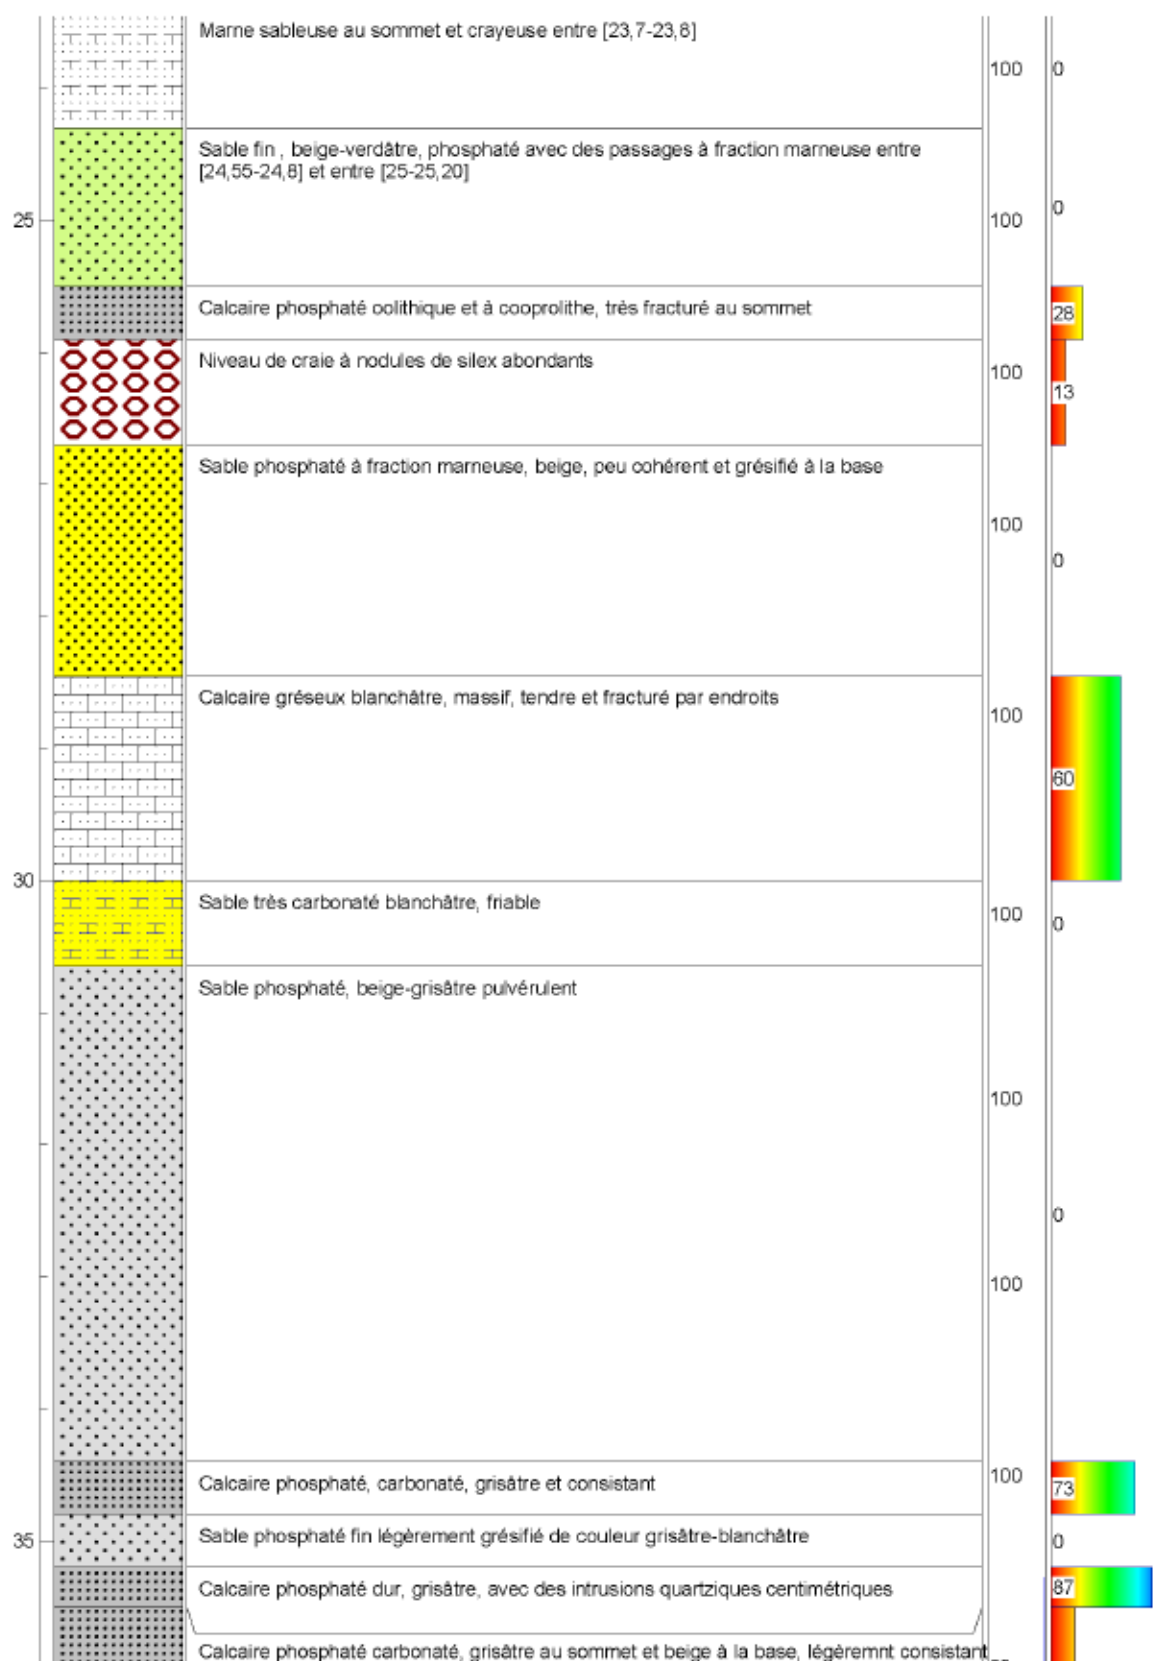 Marne sableuse au sommet et crayeuse entre [23,7-23,8]
100 0
Sable fin , beige-verdâtre, phosphaté avec des passages à fraction marneuse entre
[24,55-24,8] et entre [25-25,20]
0
25 100
Calcaire phosphaté oolithique et à cooprolithe, très fracturé au sommet
28
Niveau de craie à nodules de silex abondants
100
13
Sable phosphaté à fraction marneuse, beige, peu cohérent et grésifié à la base
100
0
Calcaire gréseux blanchâtre, massif, tendre et fracturé par endroits
100
60
30
Sable très carbonaté blanchâtre, friable
100
0
Sable phosphaté, beige-grisâtre pulvérulent
100
0
100
Calcaire phosphaté, carbonaté, grisâtre et consistant
100
73
Sable phosphaté fin légèrement grésifié de couleur grisâtre-blanchâtre
35 0
Calcaire phosphaté dur, grisâtre, avec des intrusions quartziques centimétriques
87
Calcaire phosphaté carbonaté, grisâtre au sommet et beige à la base, légèremnt consistant